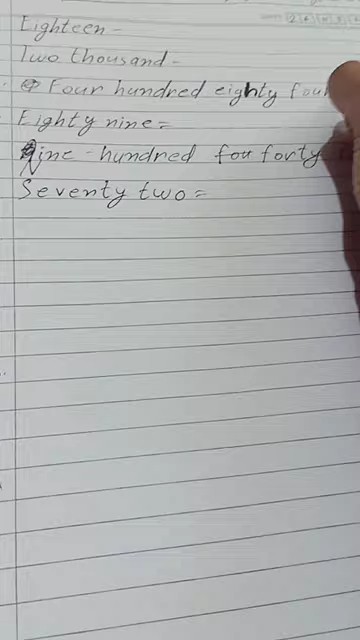 Eighteen -
Two thousand -
Four hundred eighty four
Eighty nine =
Nine - hundred fou forty
Seventy two =